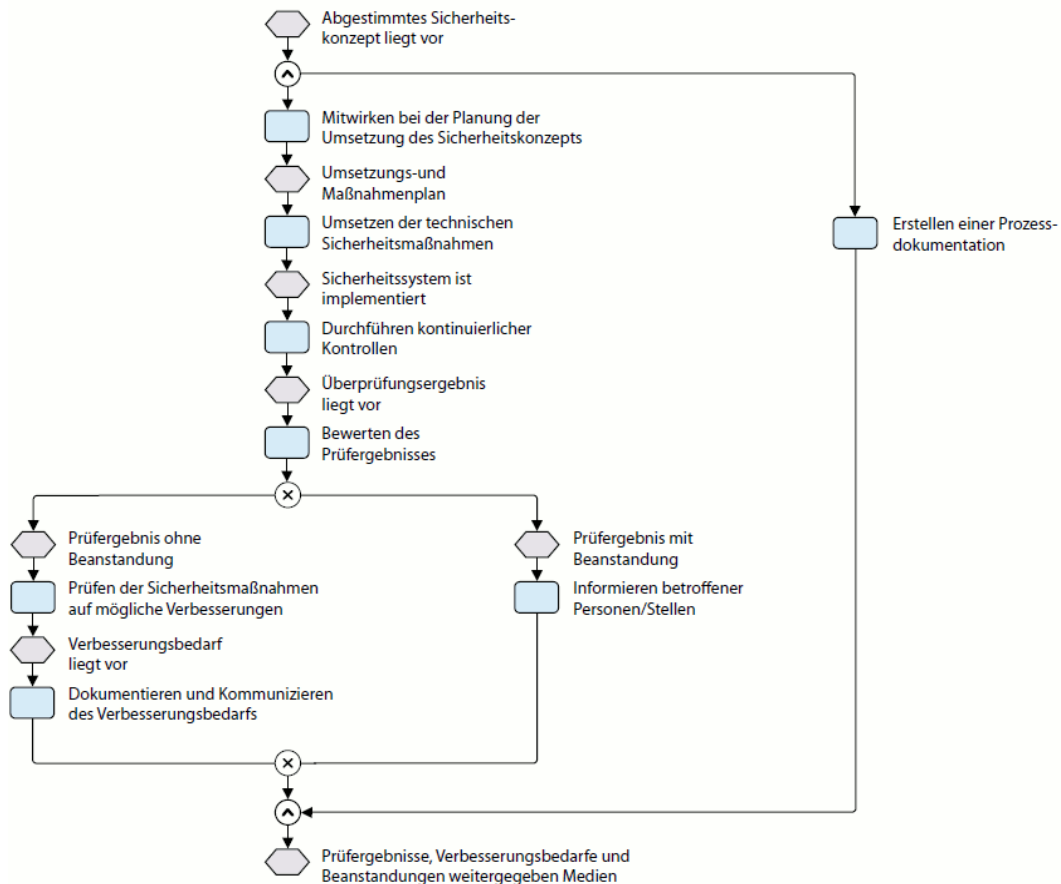 Abgestimmtes Sicherheits-
konzept liegt vor
Mitwirken bei der Planung der
Umsetzung des Sicherheitskonzepts
Umsetzungs-und
Maßnahmenplan
Umsetzen der technischen
Sicherheitsmaßnahmen
Erstellen einer Prozess-
dokumentation
Sicherheitssystem ist
implementiert
Durchführen kontinuierlicher
Kontrollen
Überprüfungsergebnis
liegt vor
Bewerten des
Prüfergebnisses
Prüfergebnis ohne
Beanstandung
Prüfergebnis mit
Beanstandung
Prüfen der Sicherheitsmaßnahmen
auf mögliche Verbesserungen
Informieren betroffener
Personen/Stellen
Verbesserungsbedarf
liegt vor
Dokumentieren und Kommunizieren
des Verbesserungsbedarfs
Prüfergebnisse, Verbesserungsbedarfe und
Beanstandungen weitergegeben Medien